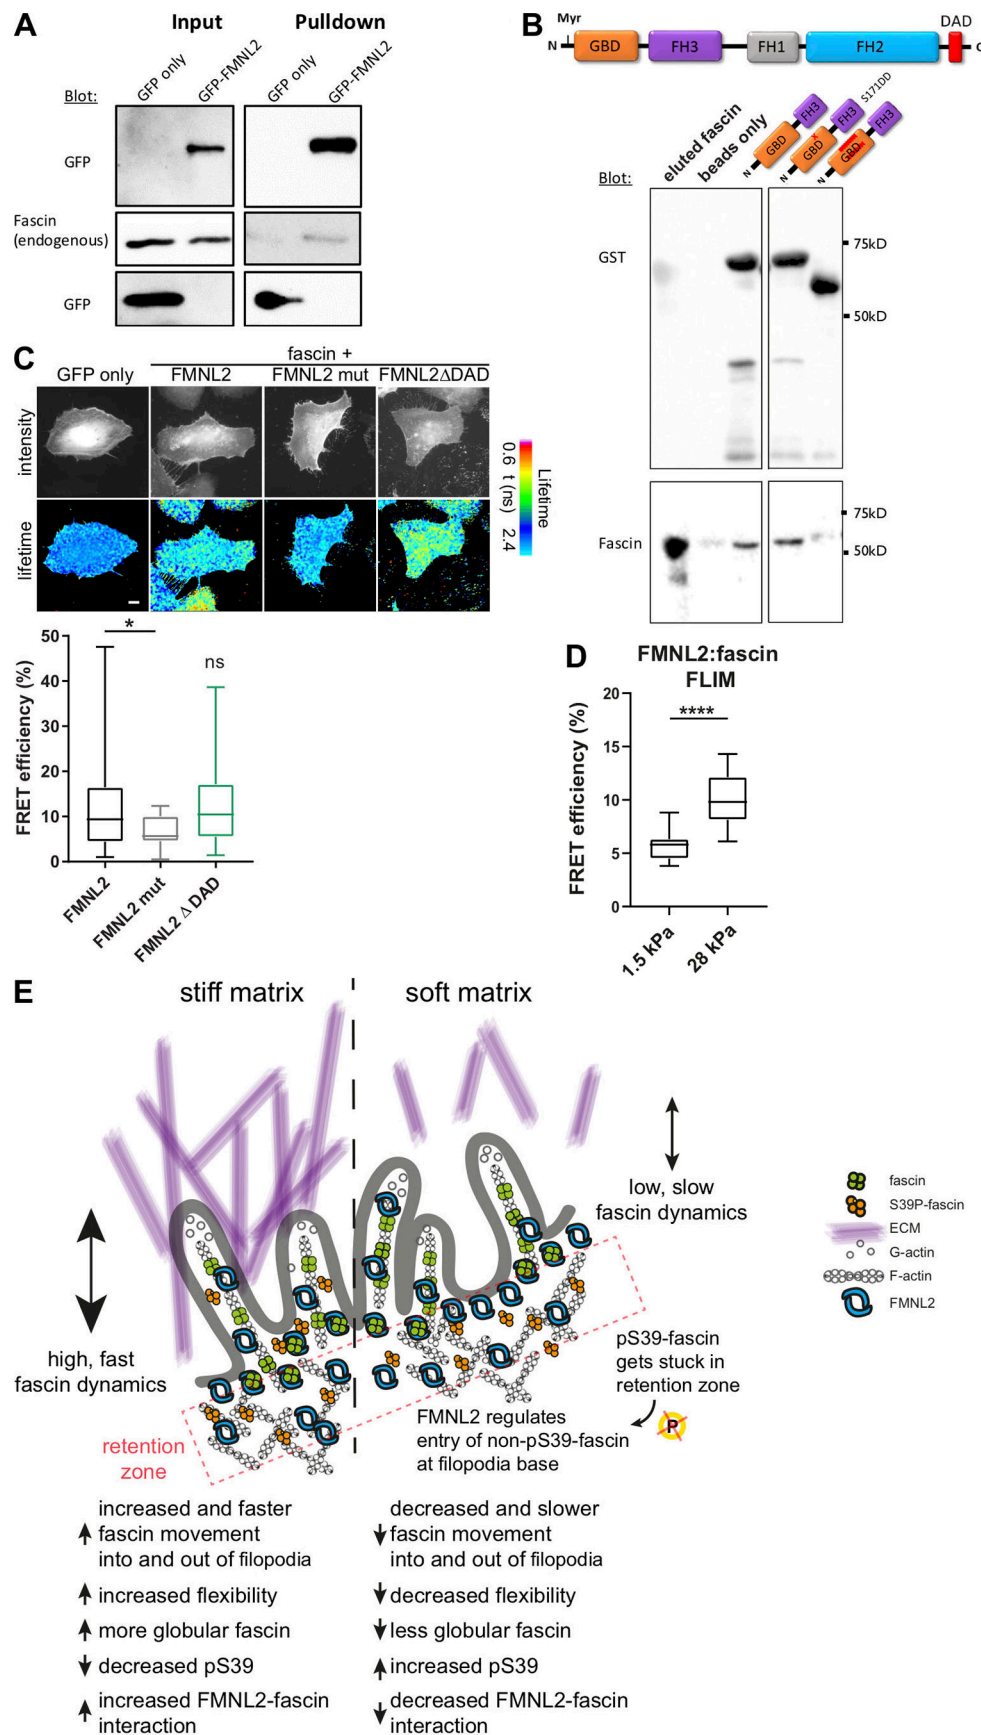 A
Input
Pulldown
GFP only
GFP-FMNL2
GFP only
GFP-FMNL2
Blot:
GFP
Fascin
(endogenous)
GFP
B
Myr
DAD
N
GBD
FH3
FH1
FH2
eluted fascin
beads only
N
GBD
FH3
N
GBD
x
FH3
S171DD
N
GBD
FH3
Blot:
GST
75kD
50kD
Fascin
75kD
50kD
C
fascin +
GFP only
FMNL2
FMNL2 mut
FMNL2ΔDAD
intensity
lifetime
0.6 t (ns) 2.4
Lifetime
FRET efficiency (%)
50
40
30
20
10
0
*
ns
FMNL2
FMNL2 mut
FMNL2 Δ DAD
D
FMNL2:fascin
FLIM
FRET efficiency (%)
20
15
10
5
0
****
1.5 kPa
28 kPa
E
stiff matrix
soft matrix
high, fast
fascin dynamics
low, slow
fascin dynamics
fascin
S39P-fascin
ECM
G-actin
F-actin
FMNL2
retention
zone
pS39-fascin
gets stuck in
retention zone
P
FMNL2 regulates
entry of non-pS39-fascin
at filopodia base
increased and faster
fascin movement
into and out of filopodia
increased flexibility
more globular fascin
decreased pS39
increased FMNL2-fascin
interaction
decreased and slower
fascin movement
into and out of filopodia
decreased flexibility
less globular fascin
increased pS39
decreased FMNL2-fascin
interaction